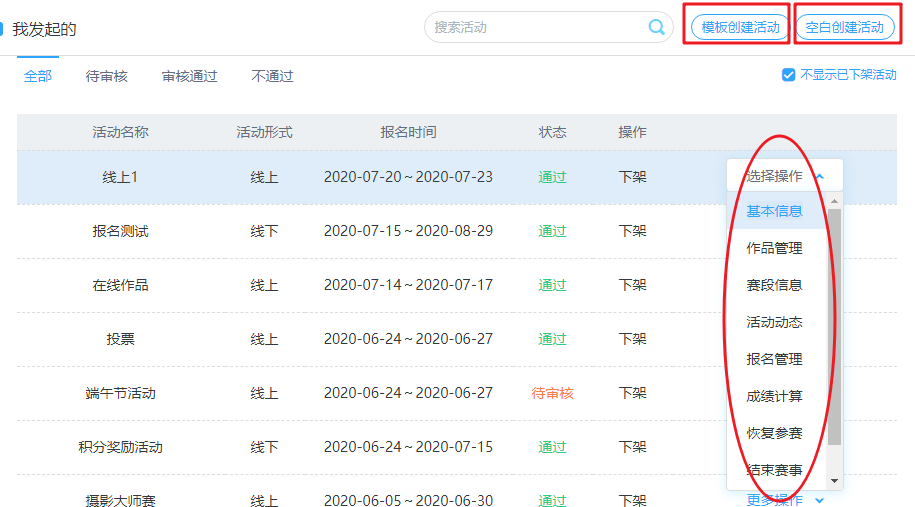 我发起的 搜索活动 模板创建活动 空白创建活动
全部 待审核 审核通过 不通过 不显示已下架活动
活动名称 活动形式 报名时间 状态 操作
线上1 线上 2020-07-20～2020-07-23 通过 下架 选择操作
基本信息
报名测试 线下 2020-07-15～2020-08-29 通过 下架
作品管理
在线作品 线上 2020-07-14～2020-07-17 通过 下架 赛段信息
活动动态
投票 线上 2020-06-24～2020-06-27 通过 下架
报名管理
端午节活动 线上 2020-06-24～2020-06-27 待审核 下架 成绩计算
恢复参赛
积分奖励活动 线下 2020-06-24～2020-07-15 通过 下架
结束赛事
摄影大师赛 线上 2020-06-05～2020-06-30 通过 下架 更多操作